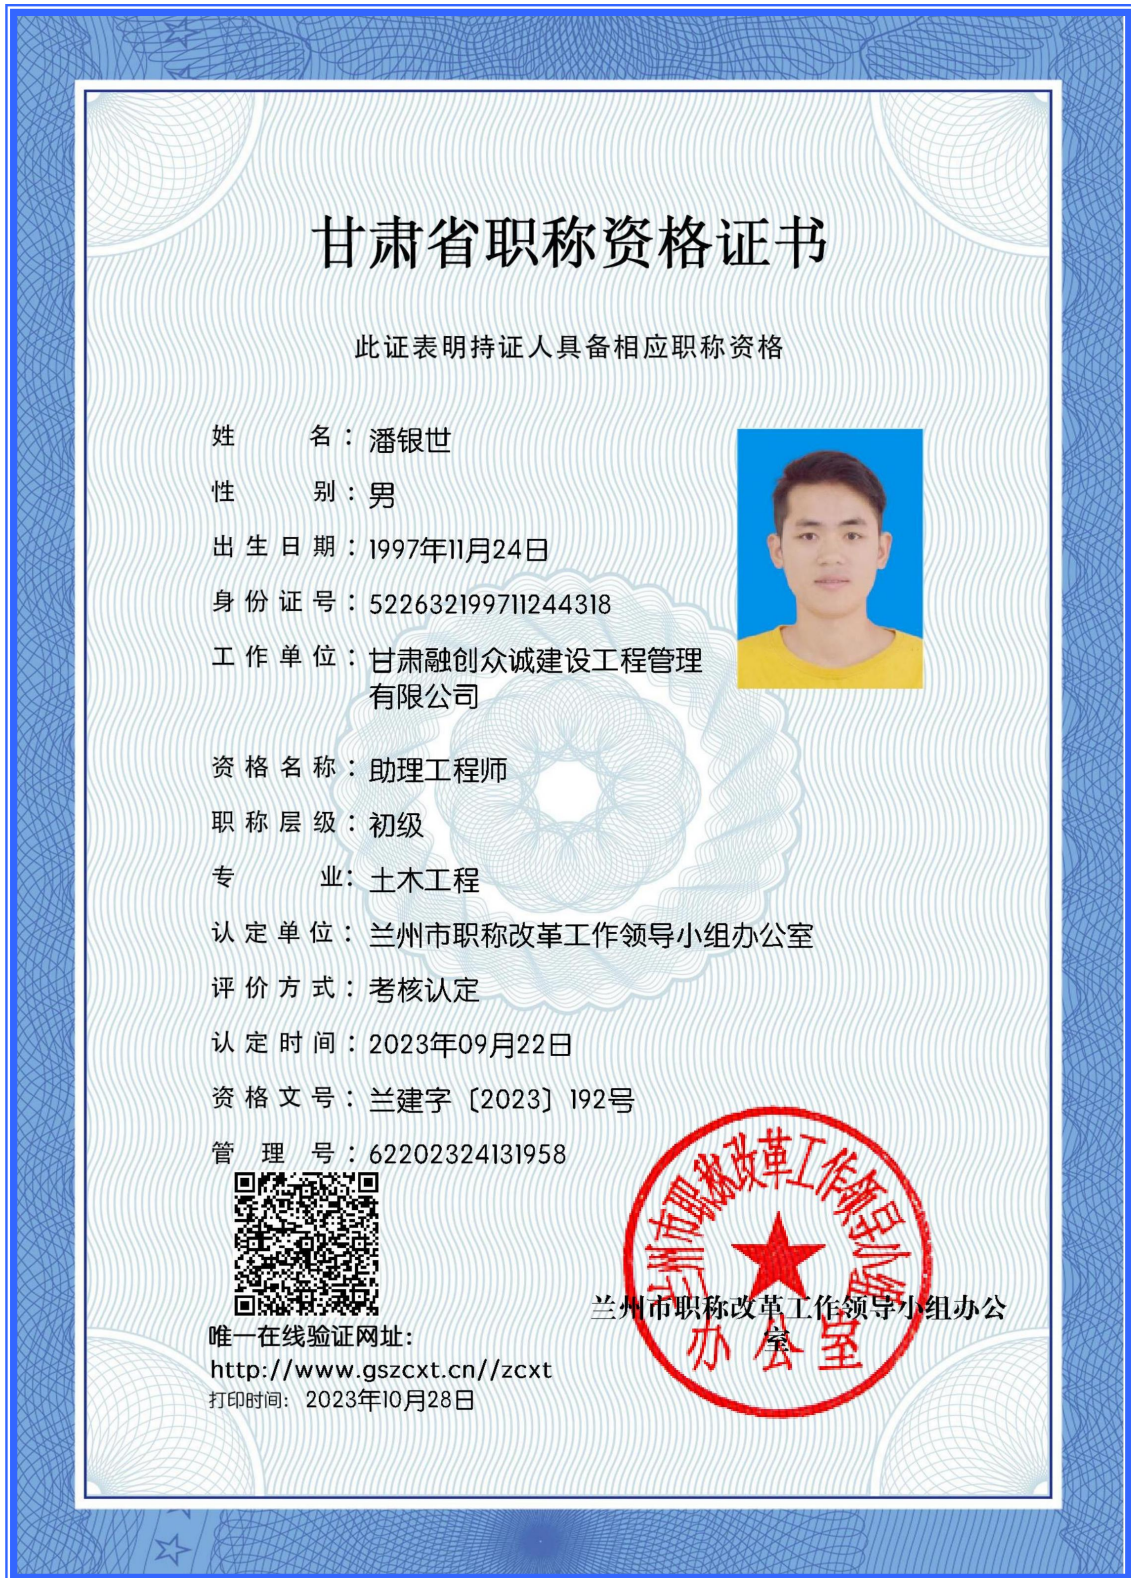 甘肃省职称资格证书
此证表明持证人具备相应职称资格
姓名：潘银世
性别：男
出生日期：1997年11月24日
身份证号：522632199711244318
工作单位：甘肃融创众诚建设工程管理
有限公司
资格名称：助理工程师
职称层级：初级
专业：土木工程
认定单位：兰州市职称改革工作领导小组办公室
评价方式：考核认定
认定时间：2023年09月22日
资格文号：兰建字〔2023〕192号
管理号：62202324131958
兰州市职称改革工作领导小组
办公室
兰州市职称改革工作领导小组办公
室
唯一在线验证网址：
http://www.gszcxt.cn//zcxt
打印时间：2023年10月28日